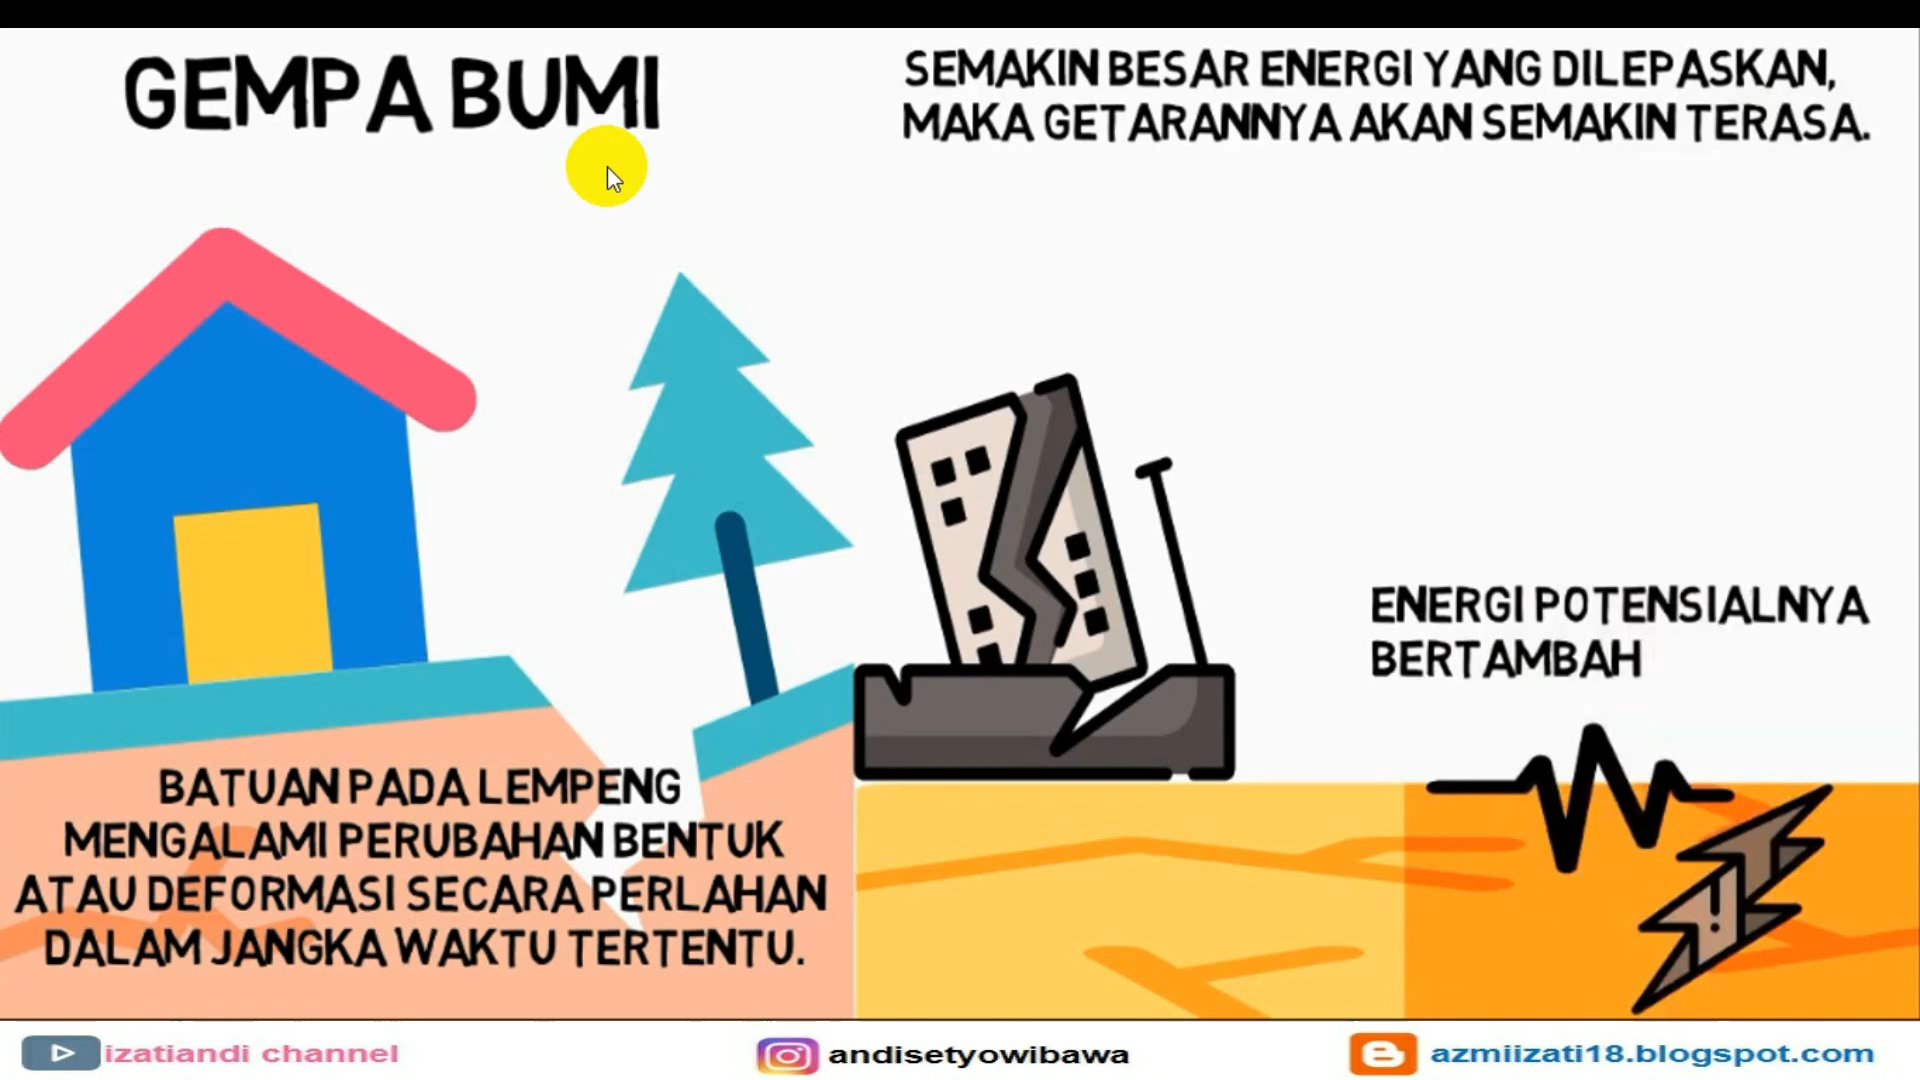 GEMPA BUMI
SEMAKIN BESAR ENERGI YANG DILEPASKAN,
MAKA GETARANNYA AKAN SEMAKIN TERASA.
ENERGI POTENSIALNYA
BERTAMBAH
BATUAN PADA LEMPENG
MENGALAMI PERUBAHAN BENTUK
ATAU DEFORMASI SECARA PERLAHAN
DALAM JANGKA WAKTU TERTENTU.
izatiandi channel
andisetyowibawa
azmiizati18.blogspot.com